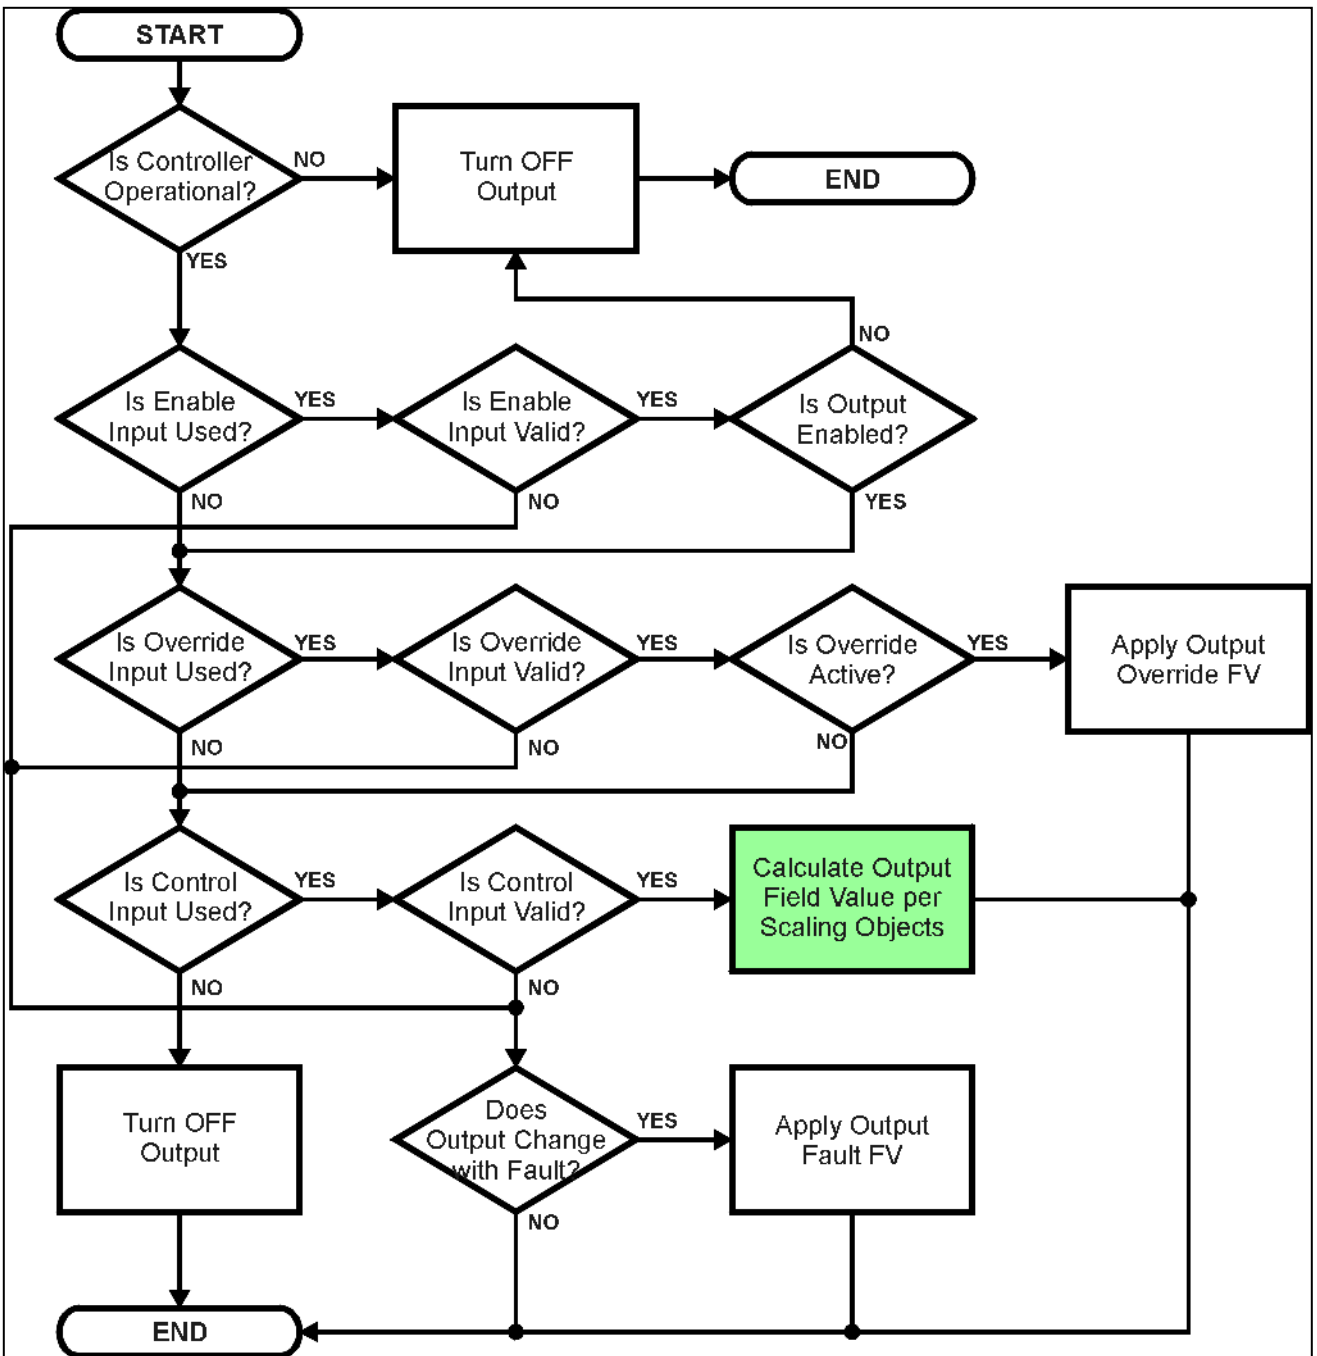 START
Is Controller
Operational?
NO
YES
Turn OFF
Output
END
Is Enable
Input Used?
YES
NO
Is Enable
Input Valid?
YES
NO
Is Output
Enabled?
NO
YES
Is Override
Input Used?
YES
NO
Is Override
Input Valid?
YES
NO
Is Override
Active?
YES
NO
Apply Output
Override FV
Is Control
Input Used?
YES
NO
Is Control
Input Valid?
YES
NO
Calculate Output
Field Value per
Scaling Objects
Turn OFF
Output
Does
Output Change
with Fault?
YES
NO
Apply Output
Fault FV
END